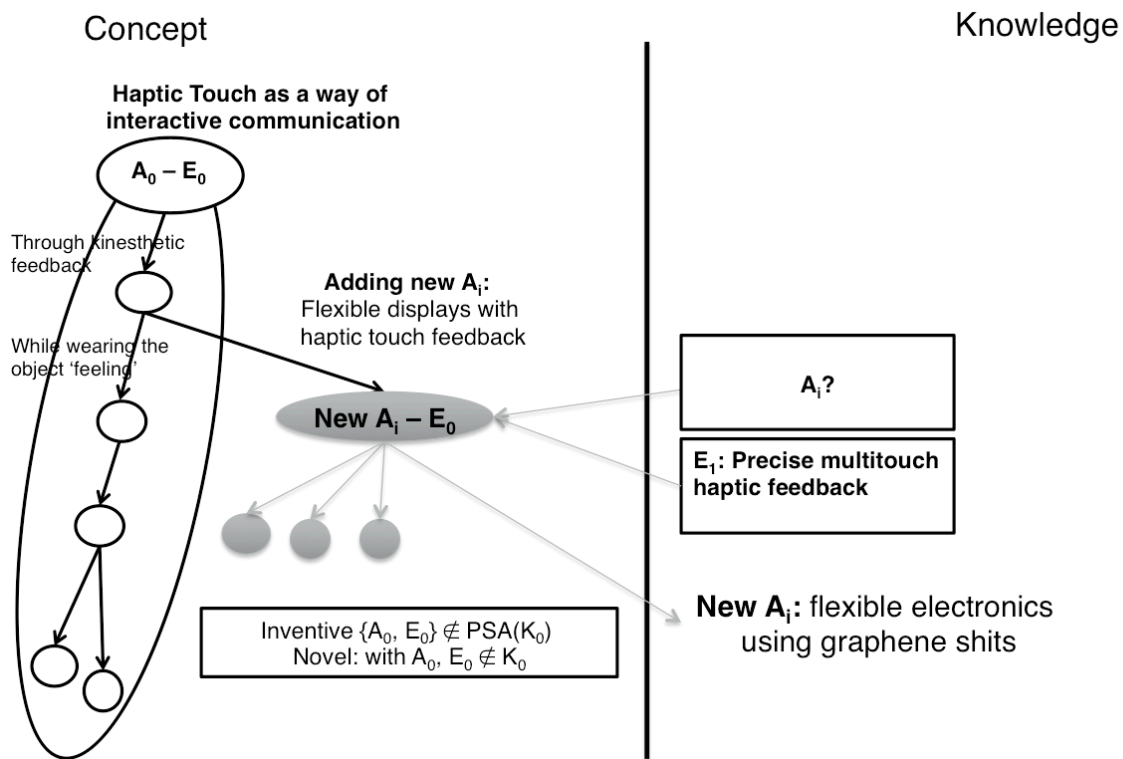 Concept
Knowledge
Haptic Touch as a way of
interactive communication
A₀ – E₀
Through kinesthetic
feedback
While wearing the
object 'feeling'
Adding new Aᵢ:
Flexible displays with
haptic touch feedback
New Aᵢ – E₀
Aᵢ?
E₁: Precise multitouch
haptic feedback
New Aᵢ: flexible electronics
using graphene shits
Inventive {A₀, E₀} ∉ PSA(K₀)
Novel: with A₀, E₀ ∉ K₀